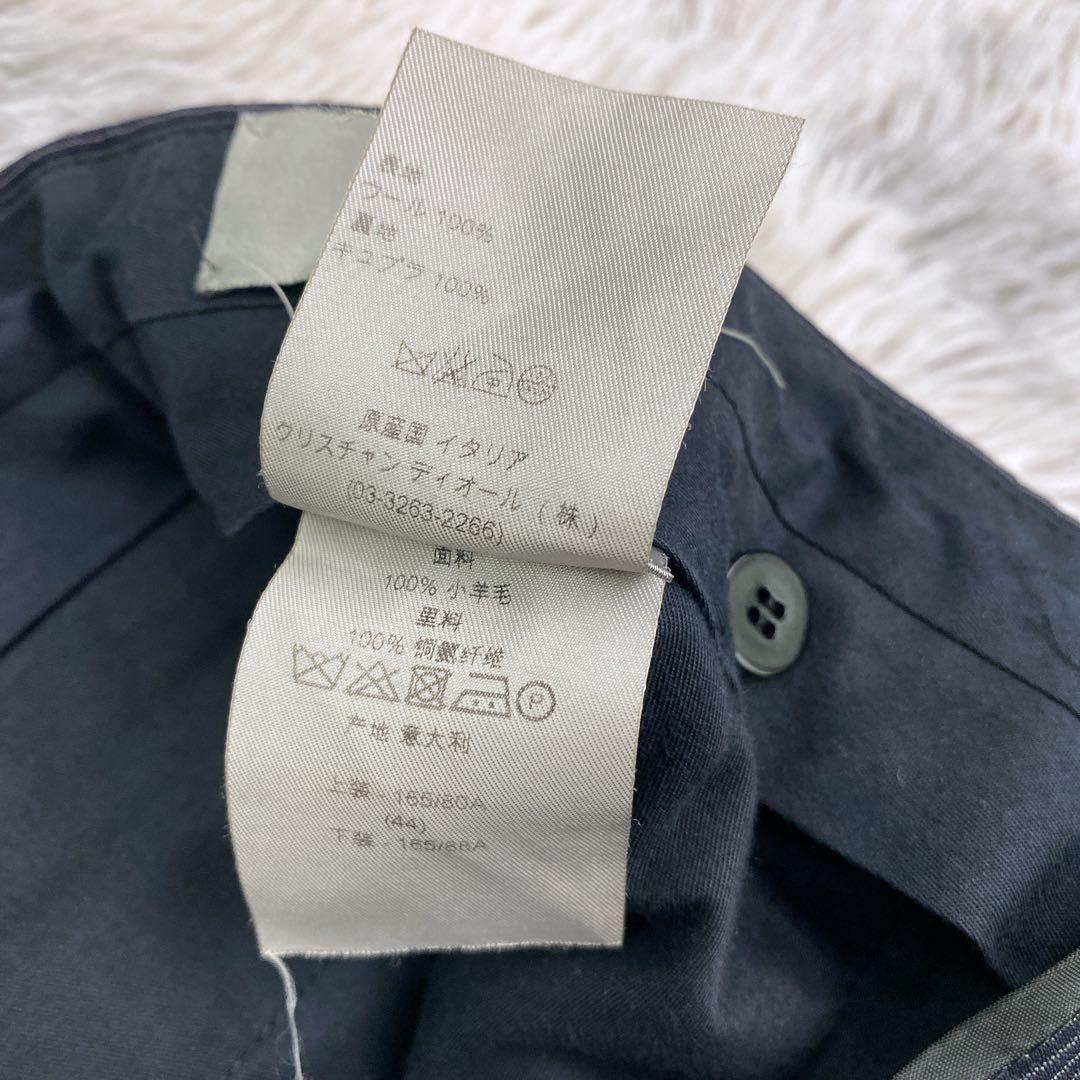 表地
ウール 100%
裏地
キュプラ 100%
原産国 イタリア
クリスチャン ディオール (株)
(03-3263-2266)
面料
100% 小羊毛
里料
100% 铜氨纤维
P
产地 意大利
上装 - 165/80A
(44)
下装 - 165/88A